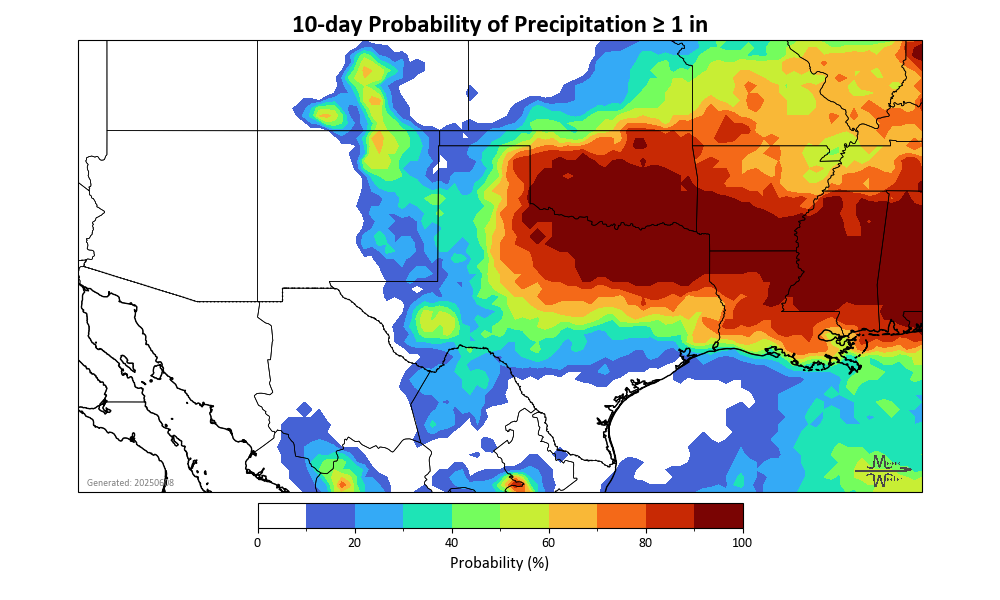 10-day Probability of Precipitation ≥ 1 in
Generated: 20250608
0 20 40 60 80 100
Probability (%)